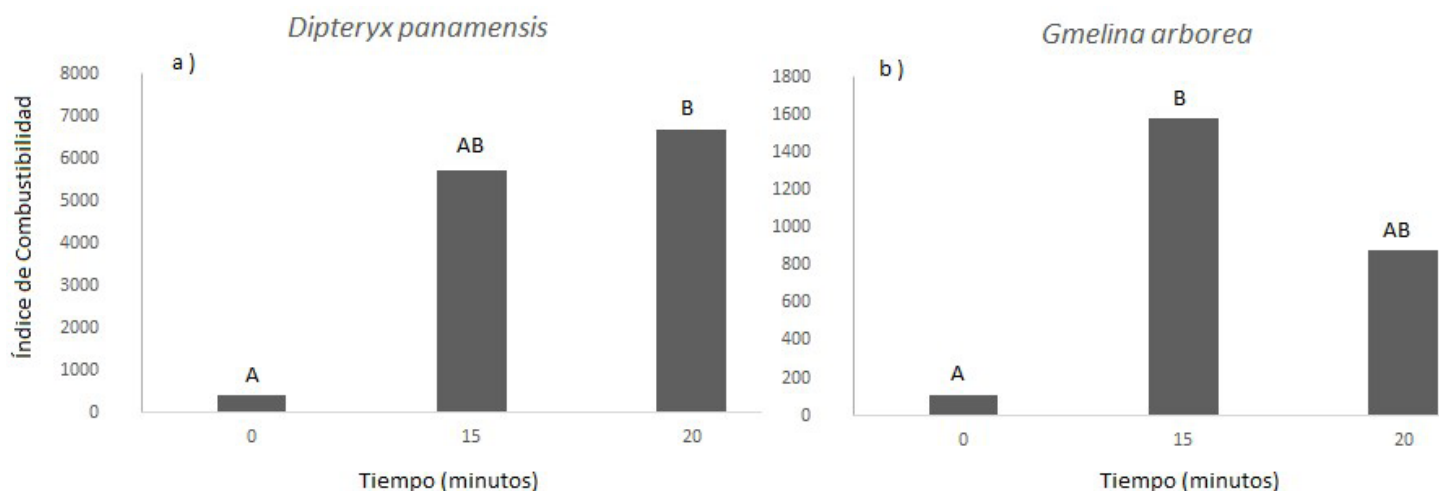 Dipteryx panamensis
a )
Índice de Combustibilidad
8000
7000
6000
5000
4000
3000
2000
1000
0
A
AB
B
0 15 20
Tiempo (minutos)
Gmelina arborea
b )
1800
1600
1400
1200
1000
800
600
400
200
0
A
B
AB
0 15 20
Tiempo (minutos)